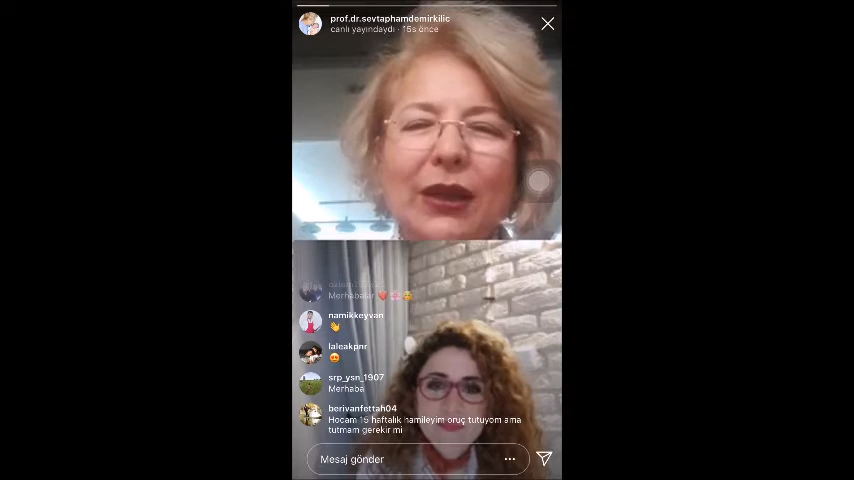 prof.dr.sevtaphamdemirkilic
canlı yayındaydı · 15s önce
Merhabalar ❤️ 🌸 🥰
namikkeyvan
👋
laleakpnr
😍
srp_ysn_1907
Merhaba
berivanfettah04
Hocam 15 haftalık hamileyim oruç tutuyom ama
tutmam gerekir mi
Mesaj gönder